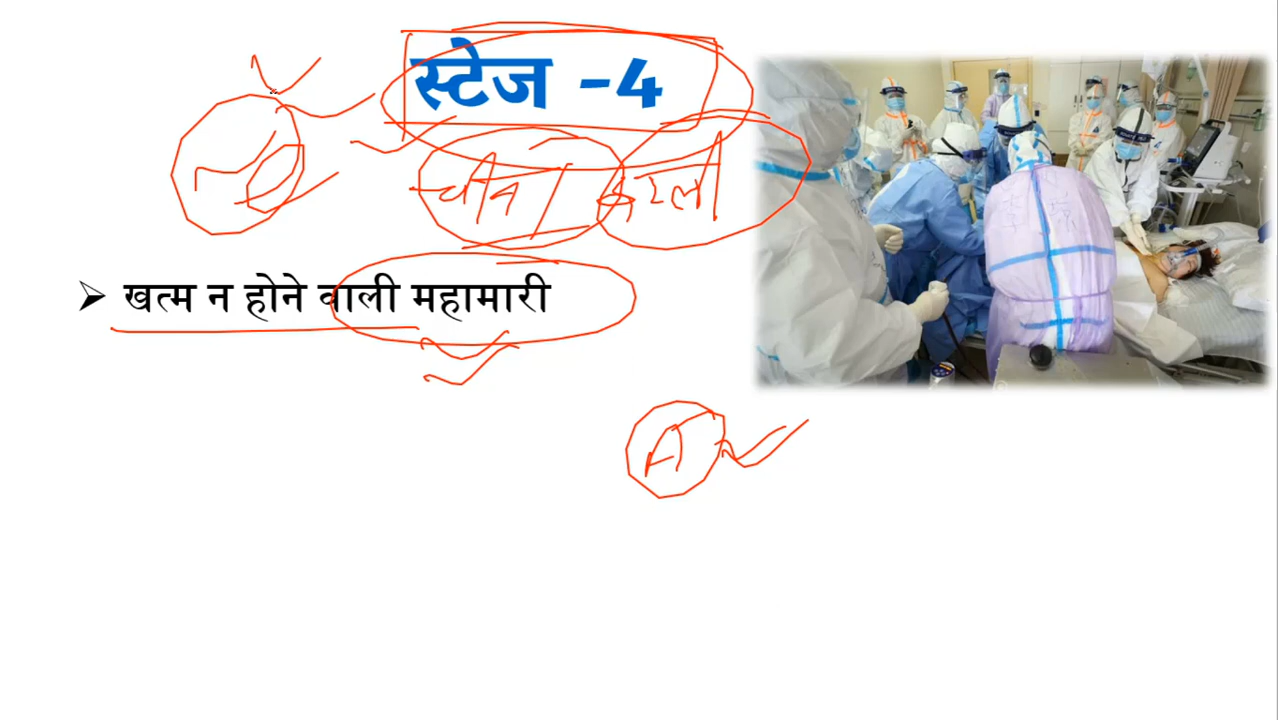 स्टेज -4
चीन / इटली
➤ खत्म न होने वाली महामारी